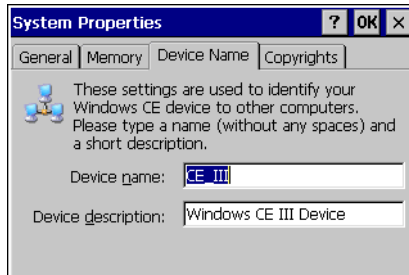 System Properties ? OK ×
General Memory Device Name Copyrights
These settings are used to identify your
Windows CE device to other computers.
Please type a name (without any spaces) and
a short description.
Device name: CE_III
Device description: Windows CE III Device